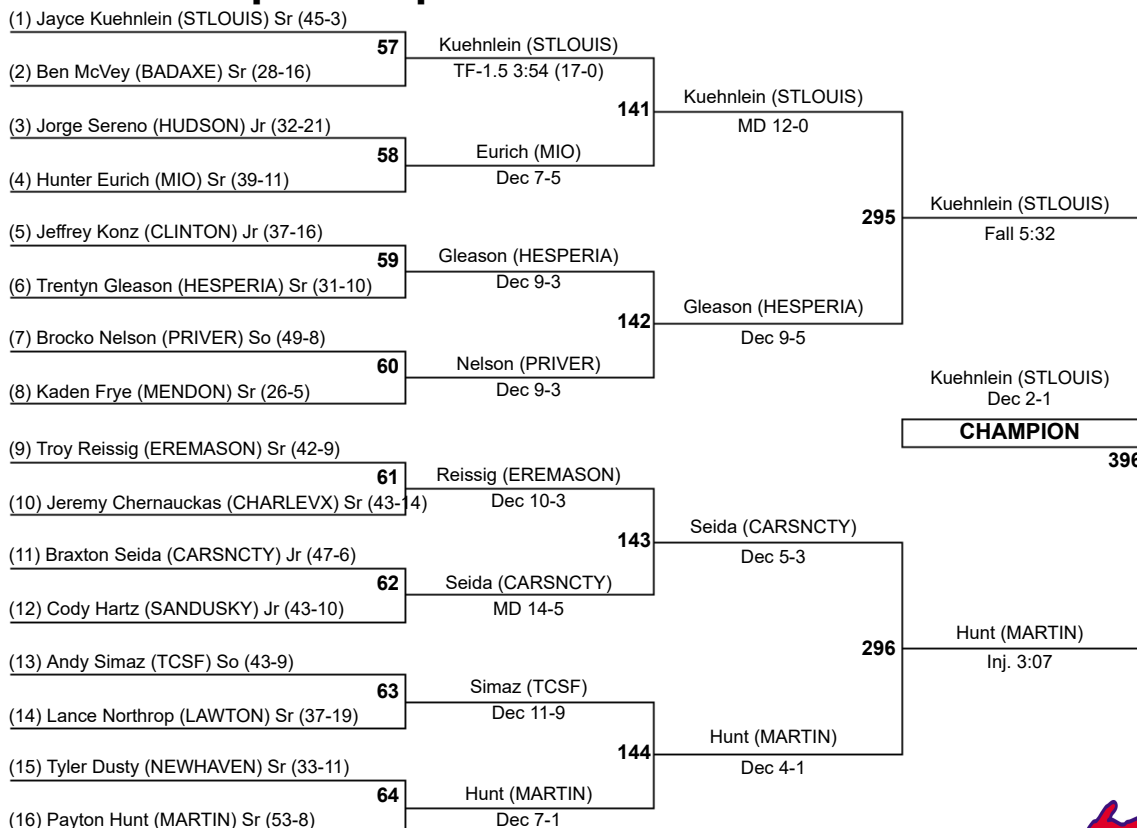 (1) Jayce Kuehnlein (STLOUIS) Sr (45-3)
57
(2) Ben McVey (BADAXE) Sr (28-16)
Kuehnlein (STLOUIS)
TF-1.5 3:54 (17-0)
141
(3) Jorge Sereno (HUDSON) Jr (32-21)
58
(4) Hunter Eurich (MIO) Sr (39-11)
Eurich (MIO)
Dec 7-5
Kuehnlein (STLOUIS)
MD 12-0
295
(5) Jeffrey Konz (CLINTON) Jr (37-16)
59
(6) Trentyn Gleason (HESPERIA) Sr (31-10)
Gleason (HESPERIA)
Dec 9-3
142
(7) Brocko Nelson (PRIVER) So (49-8)
60
(8) Kaden Frye (MENDON) Sr (26-5)
Nelson (PRIVER)
Dec 9-3
Gleason (HESPERIA)
Dec 9-5
Kuehnlein (STLOUIS)
Fall 5:32
Kuehnlein (STLOUIS)
Dec 2-1
CHAMPION
396
(9) Troy Reissig (EREMASON) Sr (42-9)
61
(10) Jeremy Chernauckas (CHARLEVX) Sr (43-14)
Reissig (EREMASON)
Dec 10-3
143
(11) Braxton Seida (CARSNCTY) Jr (47-6)
62
(12) Cody Hartz (SANDUSKY) Jr (43-10)
Seida (CARSNCTY)
MD 14-5
Seida (CARSNCTY)
Dec 5-3
296
(13) Andy Simaz (TCSF) So (43-9)
63
(14) Lance Northrop (LAWTON) Sr (37-19)
Simaz (TCSF)
Dec 11-9
144
(15) Tyler Dusty (NEWHAVEN) Sr (33-11)
64
(16) Payton Hunt (MARTIN) Sr (53-8)
Hunt (MARTIN)
Dec 7-1
Hunt (MARTIN)
Dec 4-1
Hunt (MARTIN)
Inj. 3:07